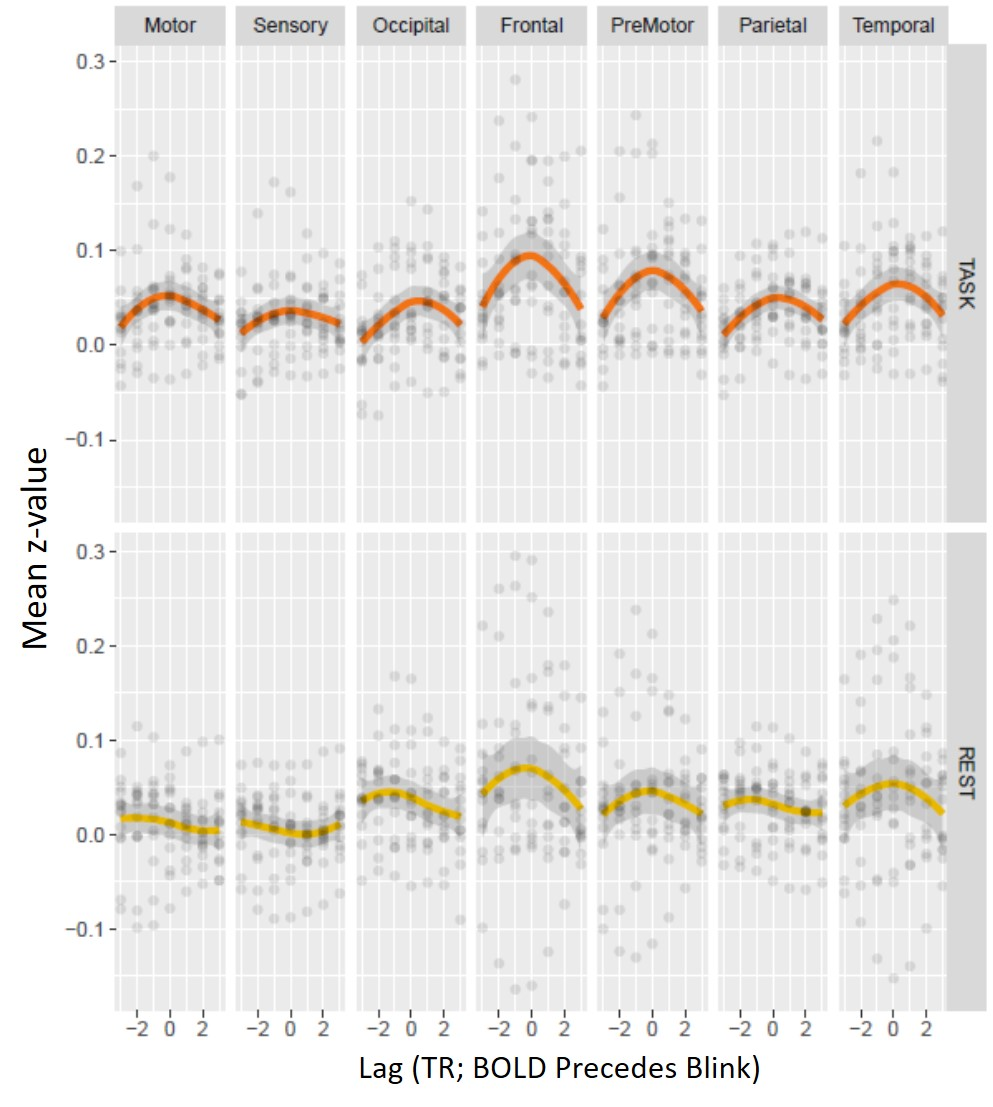 Motor Sensory Occipital Frontal PreMotor Parietal Temporal
0.3
0.2
0.1
0.0
−0.1
TASK
Mean z-value
0.3
0.2
0.1
0.0
−0.1
REST
−2 0 2 −2 0 2 −2 0 2 −2 0 2 −2 0 2 −2 0 2 −2 0 2
Lag (TR; BOLD Precedes Blink)